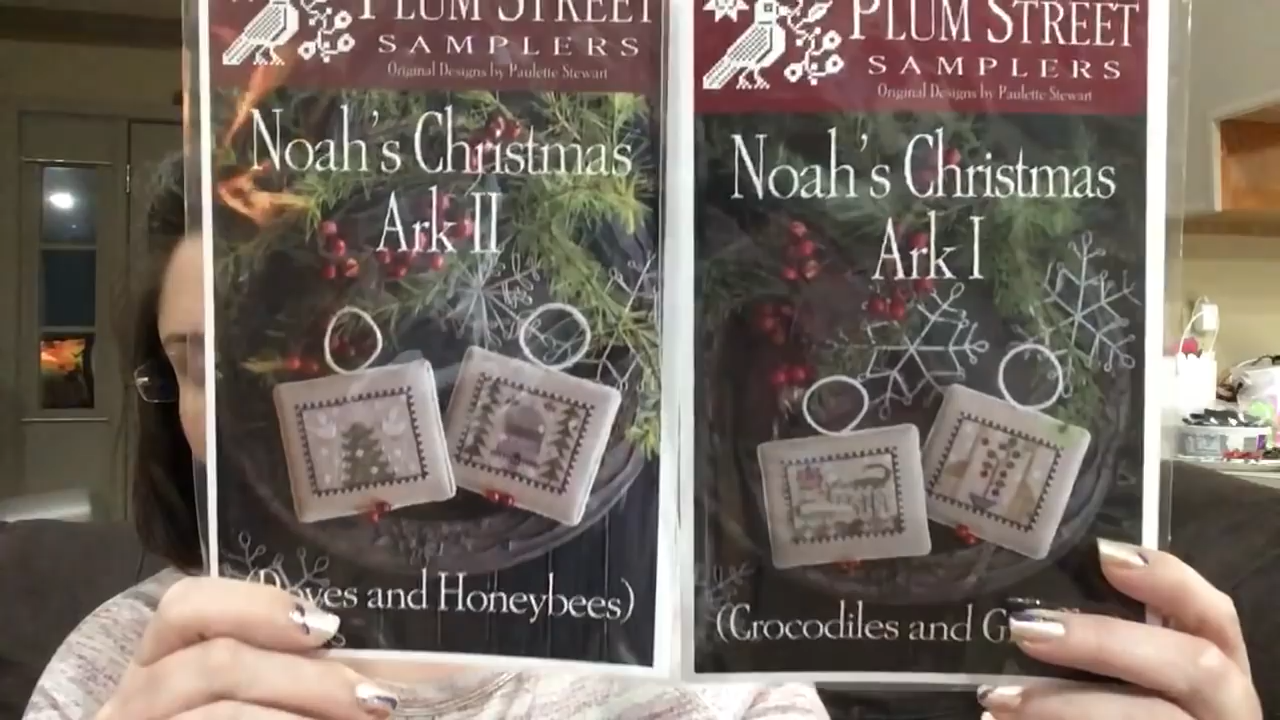 PLUM STREET
SAMPLERS
Original Designs by Paulette Stewart
Noah's Christmas
Ark II
and Honeybees)
PLUM STREET
SAMPLERS
Original Designs by Paulette Stewart
Noah's Christmas
Ark I
(Crocodiles and